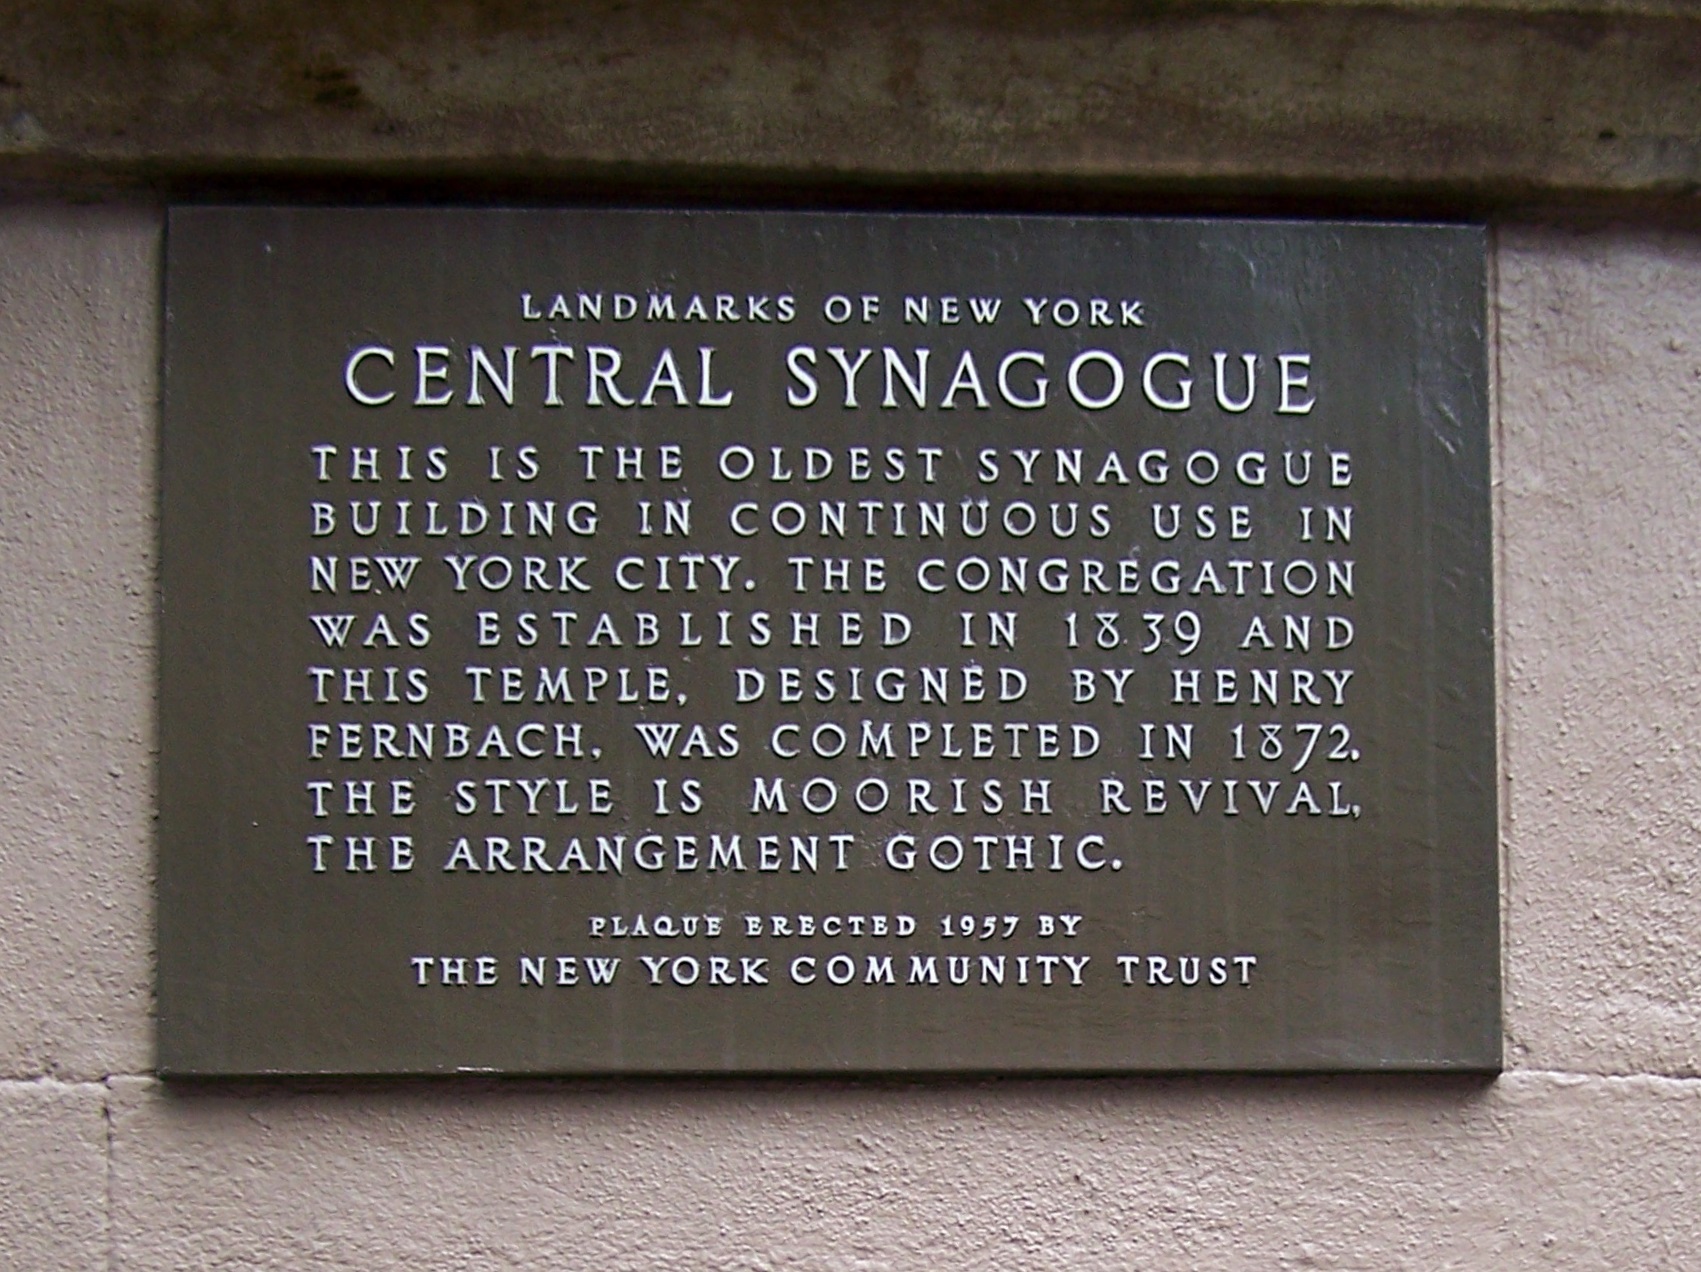 LANDMARKS OF NEW YORK
CENTRAL SYNAGOGUE
THIS IS THE OLDEST SYNAGOGUE
BUILDING IN CONTINUOUS USE IN
NEW YORK CITY. THE CONGREGATION
WAS ESTABLISHED IN 1839 AND
THIS TEMPLE, DESIGNED BY HENRY
FERNBACH, WAS COMPLETED IN 1872.
THE STYLE IS MOORISH REVIVAL,
THE ARRANGEMENT GOTHIC.
PLAQUE ERECTED 1957 BY
THE NEW YORK COMMUNITY TRUST